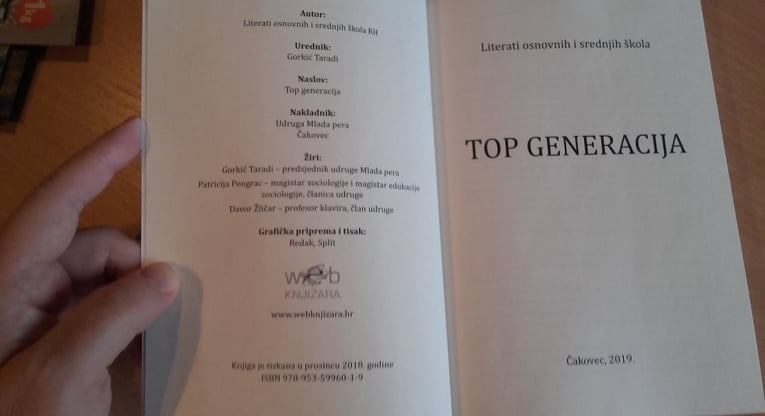 Autor:
Literati osnovnih i srednjih škola RH
Urednik:
Gorkić Taradi
Naslov:
Top generacija
Nakladnik:
Udruga Mlada pera
Čakovec
Žiri:
Gorkić Taradi – predsjednik udruge Mlada pera
Patricija Pongrac – magistar sociologije i magistar edukacije
sociologije, članica udruge
Davor Žličar – profesor klavira, član udruge
Grafička priprema i tisak:
Redak, Split
web
KNJIŽARA
www.webknjizara.hr
Knjiga je tiskana u prosincu 2018. godine
ISBN 978-953-59960-1-9
Literati osnovnih i srednjih škola
TOP GENERACIJA
Čakovec, 2019.